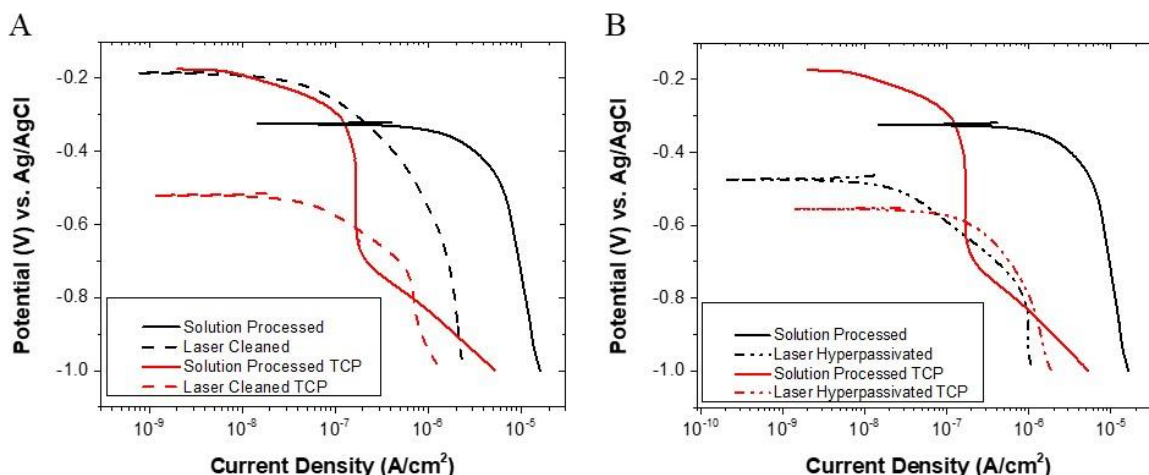 A
Potential (V) vs. Ag/AgCl
-0.2
-0.4
-0.6
-0.8
-1.0
Solution Processed
Laser Cleaned
Solution Processed TCP
Laser Cleaned TCP
10⁻⁹ 10⁻⁸ 10⁻⁷ 10⁻⁶ 10⁻⁵
Current Density (A/cm²)
B
Potential (V) vs. Ag/AgCl
-0.2
-0.4
-0.6
-0.8
-1.0
Solution Processed
Laser Hyperpassivated
Solution Processed TCP
Laser Hyperpassivated TCP
10⁻¹⁰ 10⁻⁹ 10⁻⁸ 10⁻⁷ 10⁻⁶ 10⁻⁵
Current Density (A/cm²)